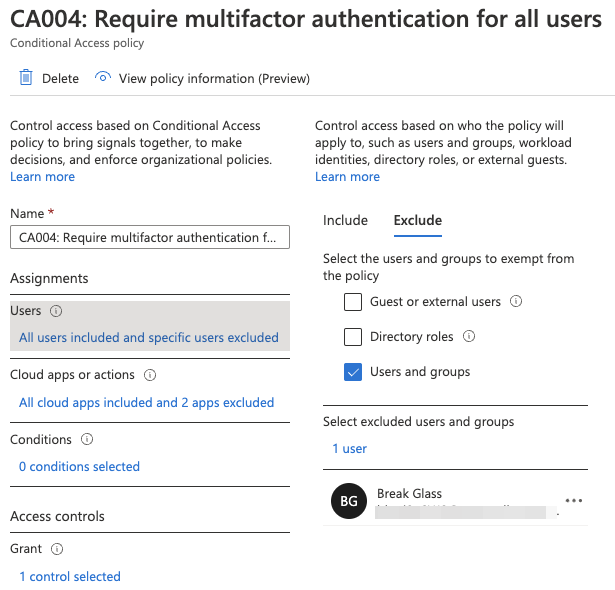 CA004: Require multifactor authentication for all users
Conditional Access policy
Delete
View policy information (Preview)
Control access based on Conditional Access
policy to bring signals together, to make
decisions, and enforce organizational policies.
Learn more
Name *
CA004: Require multifactor authentication f...
Assignments
Users
All users included and specific users excluded
Cloud apps or actions
All cloud apps included and 2 apps excluded
Conditions
0 conditions selected
Access controls
Grant
1 control selected
Control access based on who the policy will
apply to, such as users and groups, workload
identities, directory roles, or external guests.
Learn more
Include
Exclude
Select the users and groups to exempt from
the policy
Guest or external users
Directory roles
Users and groups
Select excluded users and groups
1 user
BG
Break Glass